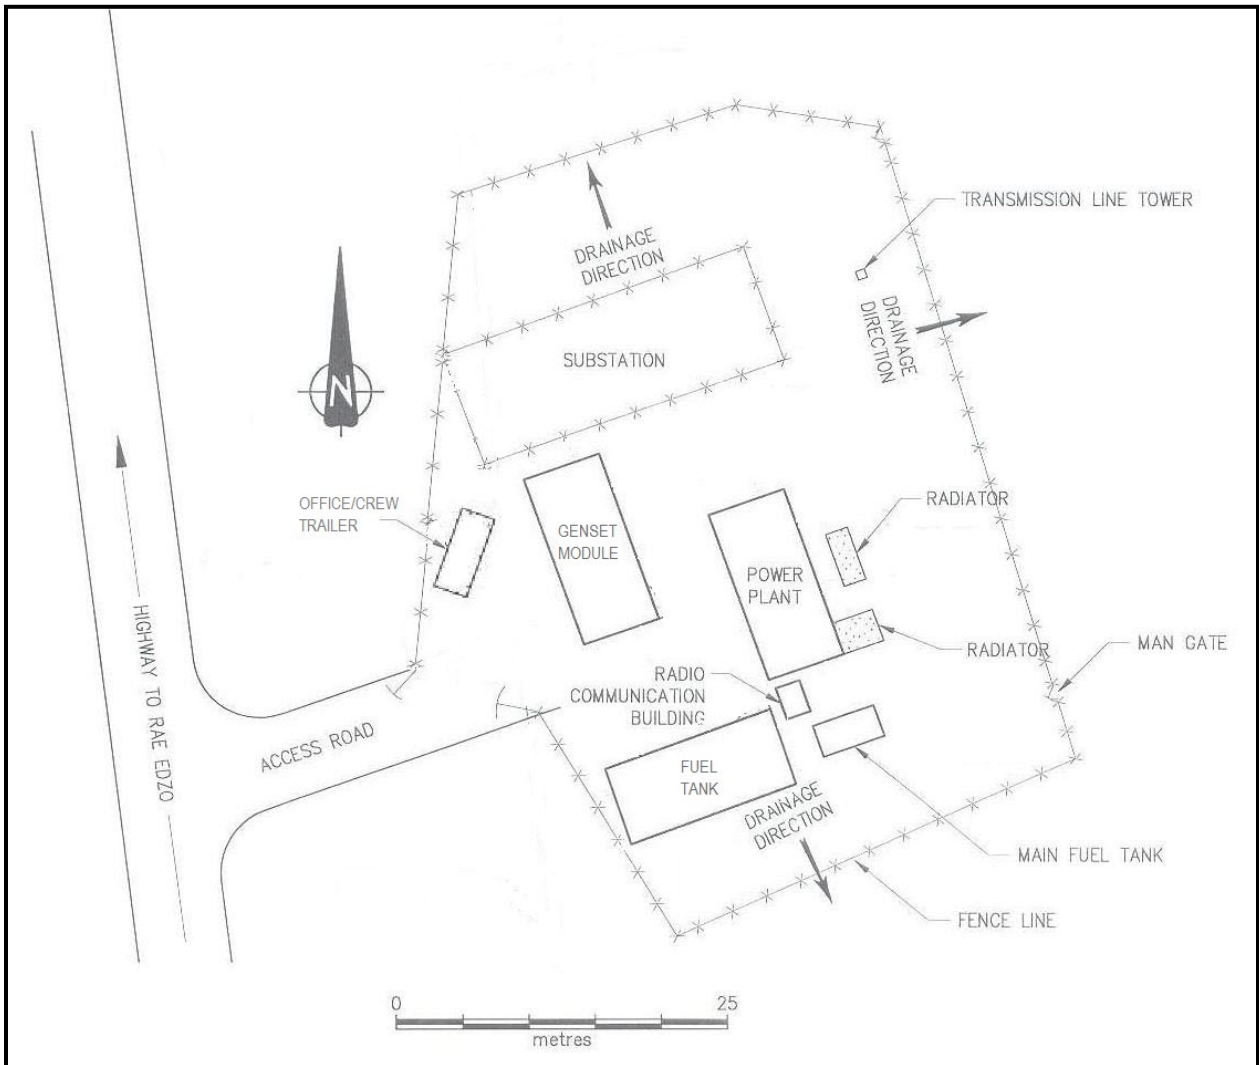 TRANSMISSION LINE TOWER
DRAINAGE
DIRECTION
DRAINAGE
DIRECTION
SUBSTATION
N
OFFICE/CREW
TRAILER
GENSET
MODULE
RADIATOR
POWER
PLANT
HIGHWAY TO RAE EDZO
RADIATOR
MAN GATE
RADIO
COMMUNICATION
BUILDING
ACCESS ROAD
FUEL
TANK
DRAINAGE
DIRECTION
MAIN FUEL TANK
FENCE LINE
0 25
metres